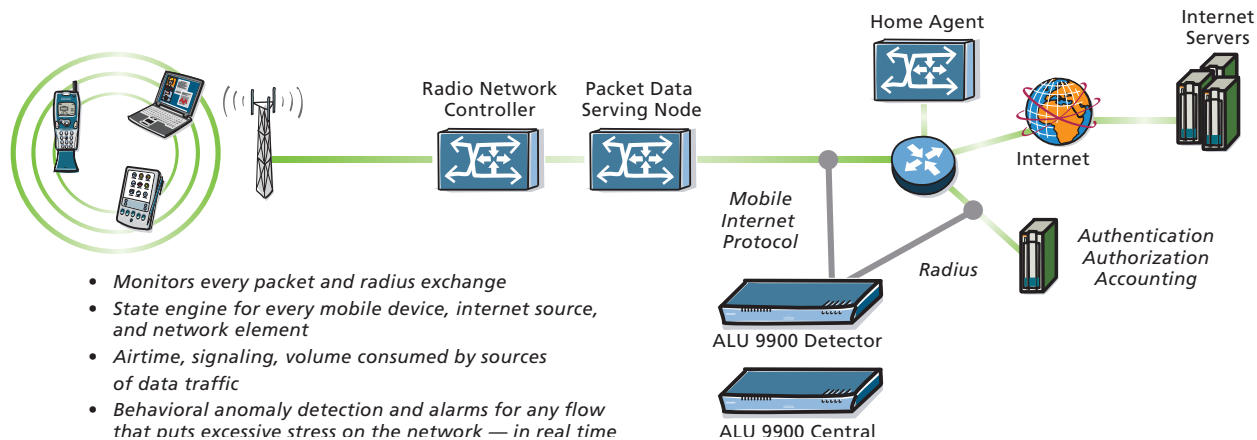 Home Agent
Internet
Servers
Radio Network
Controller
Packet Data
Serving Node
Internet
Mobile
Internet
Protocol
Radius
Authentication
Authorization
Accounting
• Monitors every packet and radius exchange
• State engine for every mobile device, internet source,
and network element
• Airtime, signaling, volume consumed by sources
of data traffic
• Behavioral anomaly detection and alarms for any flow
that puts excessive stress on the network — in real time
ALU 9900 Detector
ALU 9900 Central